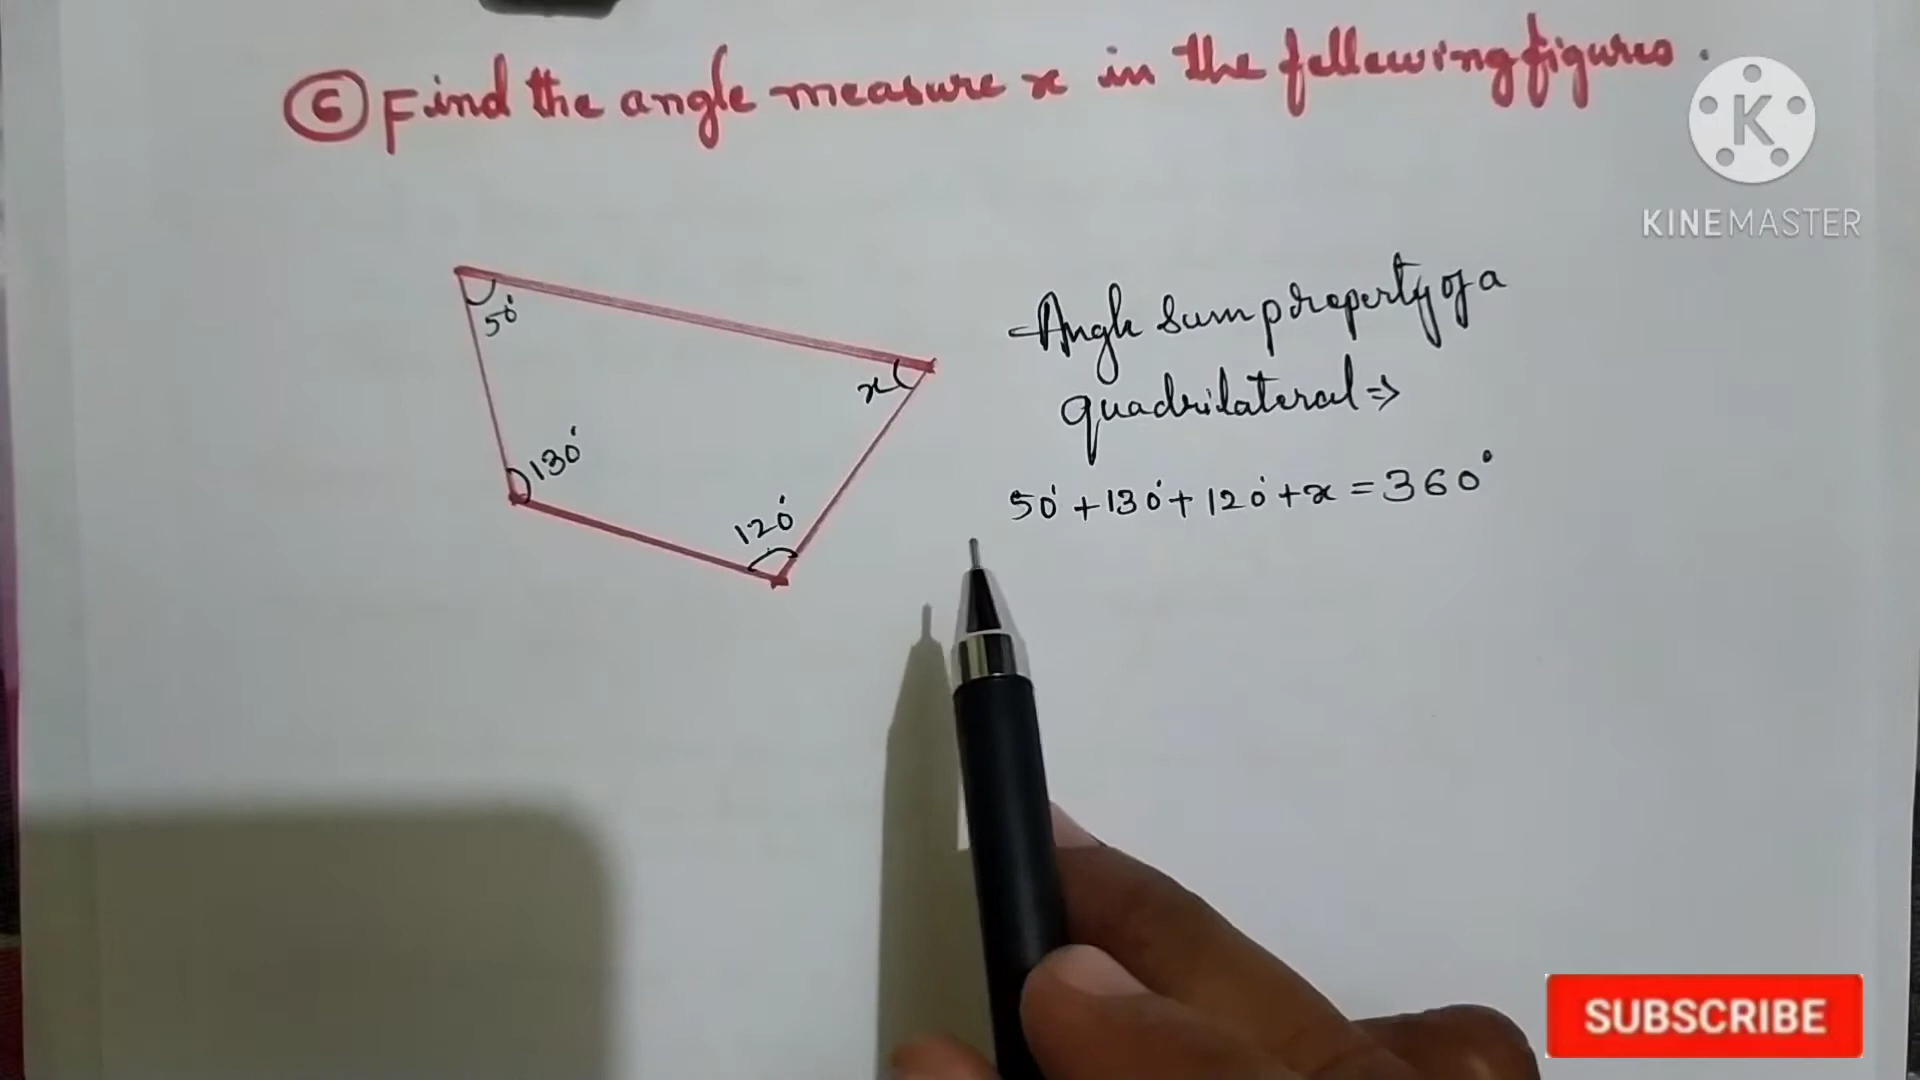 6 Find the angle measure x in the following figures.
K
KINEMASTER
50°
x
130°
120°
Angle sum property of a
quadrilateral ⇒
50° + 130° + 120° + x = 360°
SUBSCRIBE